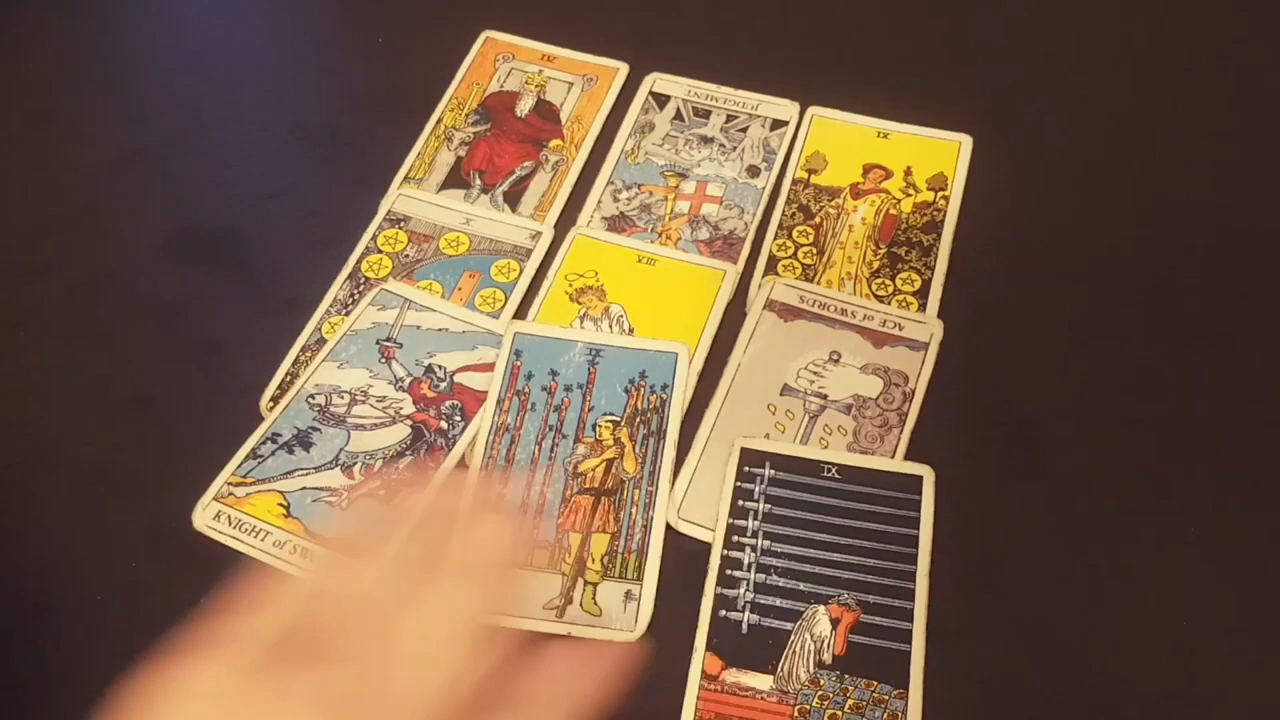 IV
JUDGEMENT.
IX
X
VIII
ACE of SWORDS.
IX
IX
KNIGHT of SW